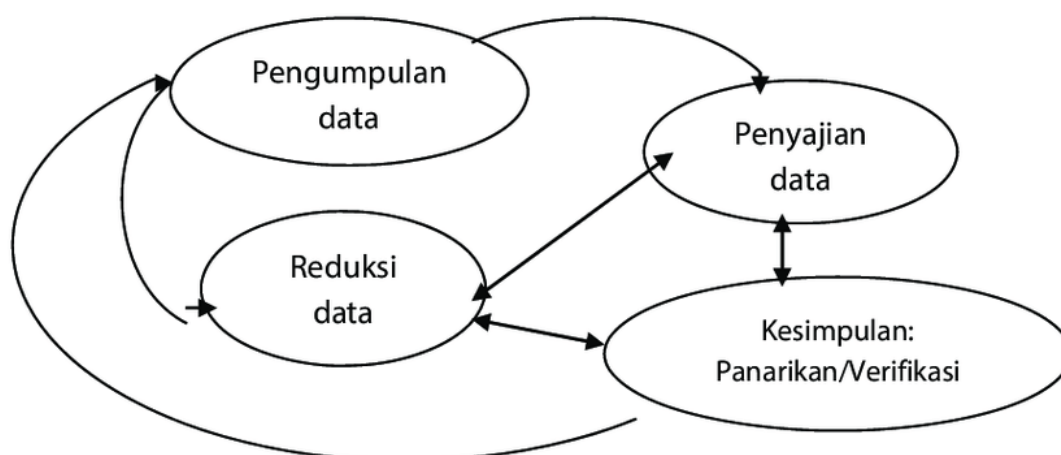 Pengumpulan
data
Penyajian
data
Reduksi
data
Kesimpulan:
Panarikan/Verifikasi